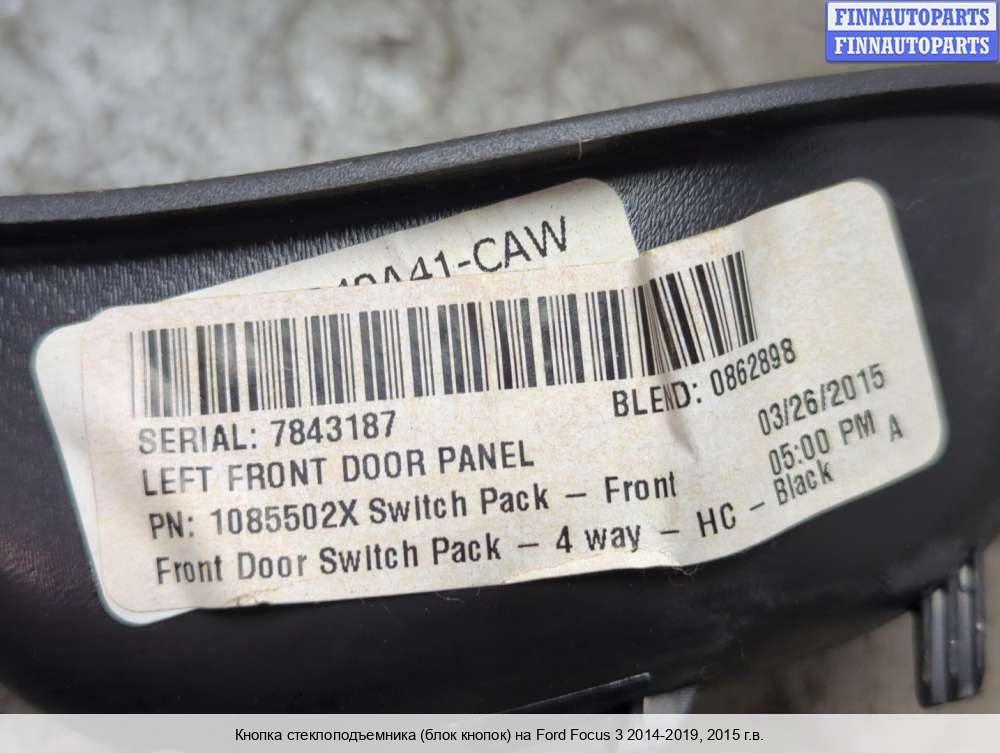 FINNAUTOPARTS
FINNAUTOPARTS
A41-CAW
SERIAL: 7843187
BLEND: 0862898
LEFT FRONT DOOR PANEL
03/26/2015
PN: 1085502X Switch Pack – Front
05:00 PM A
Front Door Switch Pack – 4 way – HC – Black
Кнопка стеклоподъемника (блок кнопок) на Ford Focus 3 2014-2019, 2015 г.в.